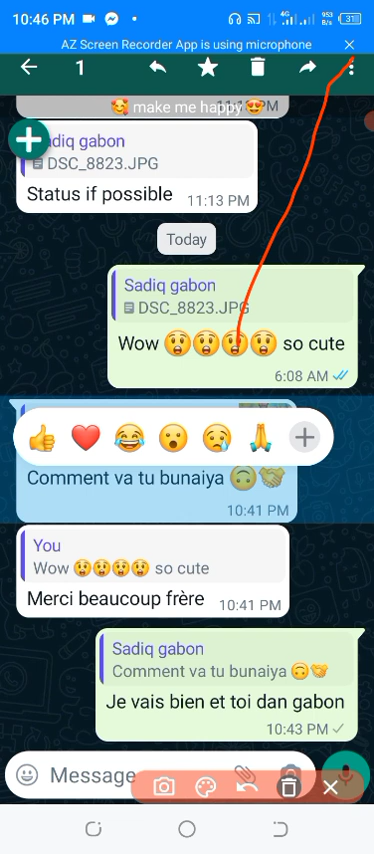 10:46 PM
4G
953 B/s
31
AZ Screen Recorder App is using microphone
1
🥰 make me happy 😍
Sadiq gabon
DSC_8823.JPG
Status if possible
11:13 PM
Today
Sadiq gabon
DSC_8823.JPG
Wow 😲😲😲😲 so cute
6:08 AM
Comment va tu bunaiya 🙃🤝
10:41 PM
You
Wow 😲😲😲😲 so cute
Merci beaucoup frère
10:41 PM
Sadiq gabon
Comment va tu bunaiya 🙃🤝
Je vais bien et toi dan gabon
10:43 PM
Message